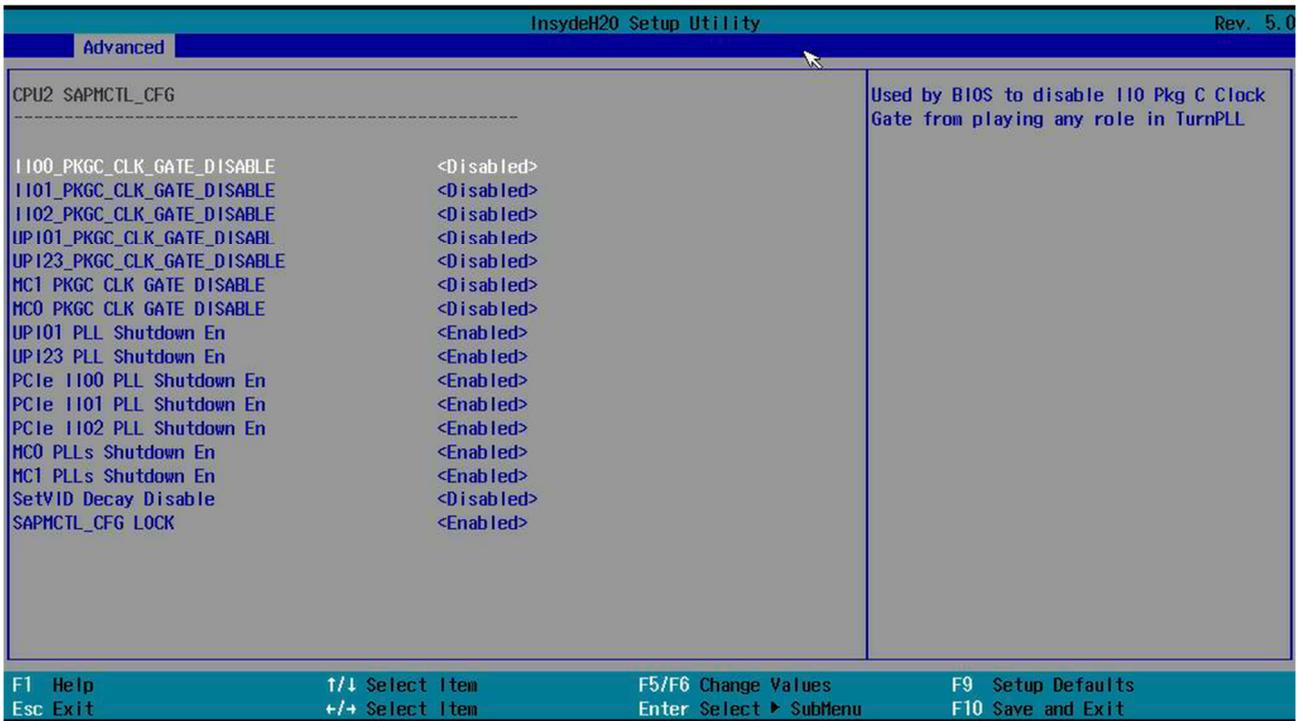 InsydeH2O Setup Utility Rev. 5.0
Advanced
CPU2 SAPMCTL_CFG
------------------------------------------------
IIO0_PKGC_CLK_GATE_DISABLE <Disabled>
IIO1_PKGC_CLK_GATE_DISABLE <Disabled>
IIO2_PKGC_CLK_GATE_DISABLE <Disabled>
UPI01_PKGC_CLK_GATE_DISABL <Disabled>
UPI23_PKGC_CLK_GATE_DISABLE <Disabled>
MC1 PKGC CLK GATE DISABLE <Disabled>
MC0 PKGC CLK GATE DISABLE <Disabled>
UPI01 PLL Shutdown En <Enabled>
UPI23 PLL Shutdown En <Enabled>
PCIe IIO0 PLL Shutdown En <Enabled>
PCIe IIO1 PLL Shutdown En <Enabled>
PCIe IIO2 PLL Shutdown En <Enabled>
MC0 PLLs Shutdown En <Enabled>
MC1 PLLs Shutdown En <Enabled>
SetVID Decay Disable <Disabled>
SAPMCTL_CFG LOCK <Enabled>
Used by BIOS to disable IIO Pkg C Clock
Gate from playing any role in TurnPLL
F1 Help ↑/↓ Select Item F5/F6 Change Values F9 Setup Defaults
Esc Exit ←/→ Select Item Enter Select ▶ SubMenu F10 Save and Exit